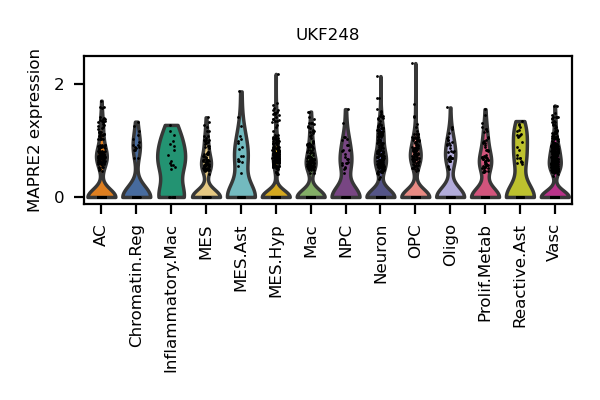 UKF248
MAPRE2 expression
2
0
AC
Chromatin.Reg
Inflammatory.Mac
MES
MES.Ast
MES.Hyp
Mac
NPC
Neuron
OPC
Oligo
Prolif.Metab
Reactive.Ast
Vasc